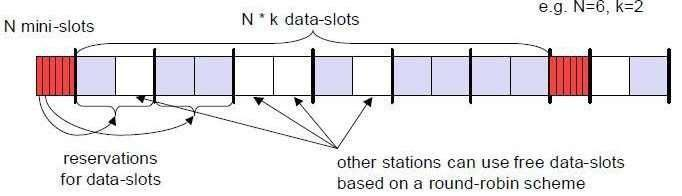 N mini-slots
N * k data-slots
e.g. N=6, k=2
reservations
for data-slots
other stations can use free data-slots
based on a round-robin scheme